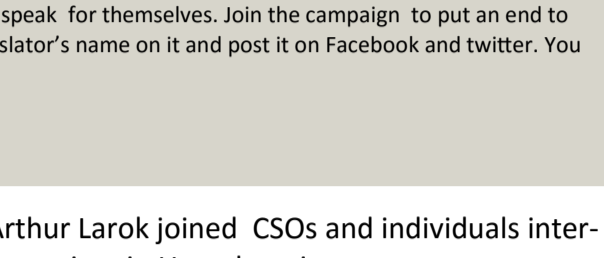 speak for themselves. Join the campaign to put an end to
slator's name on it and post it on Facebook and twitter. You
Arthur Larok joined CSOs and individuals inter-